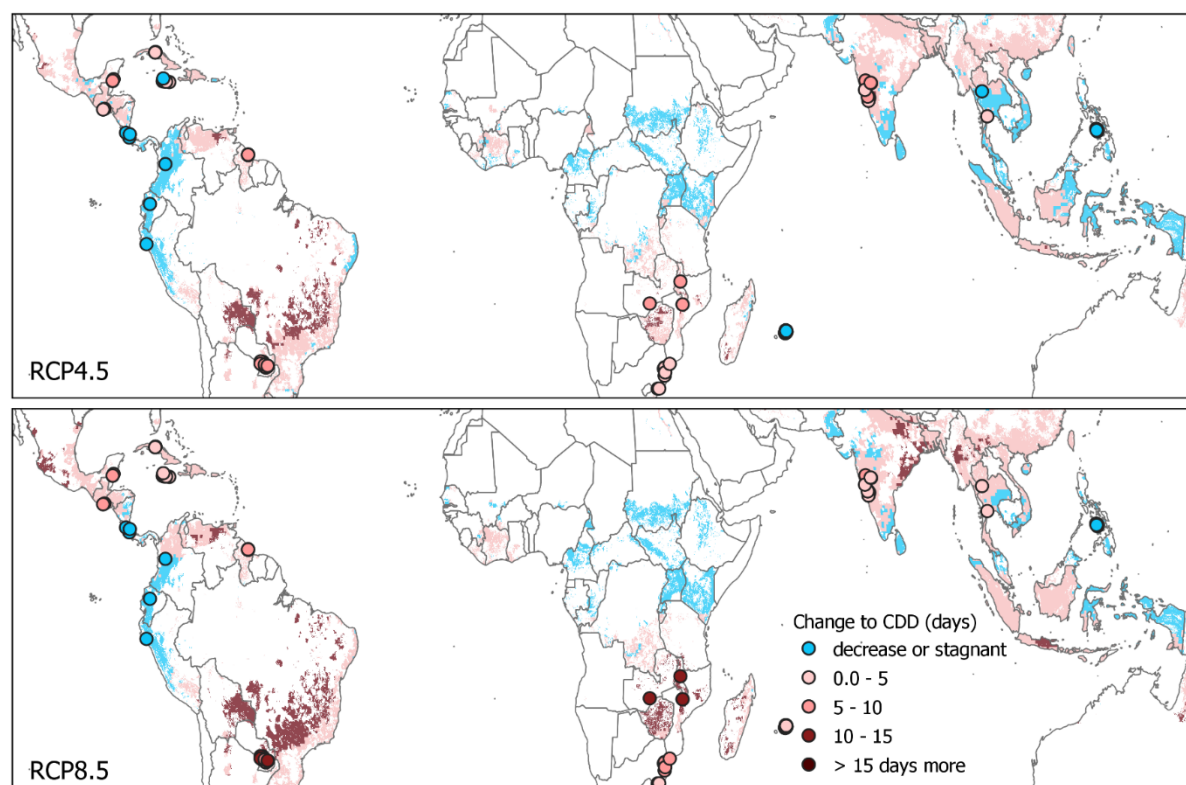 RCP4.5
RCP8.5
Change to CDD (days)
decrease or stagnant
0.0 - 5
5 - 10
10 - 15
> 15 days more